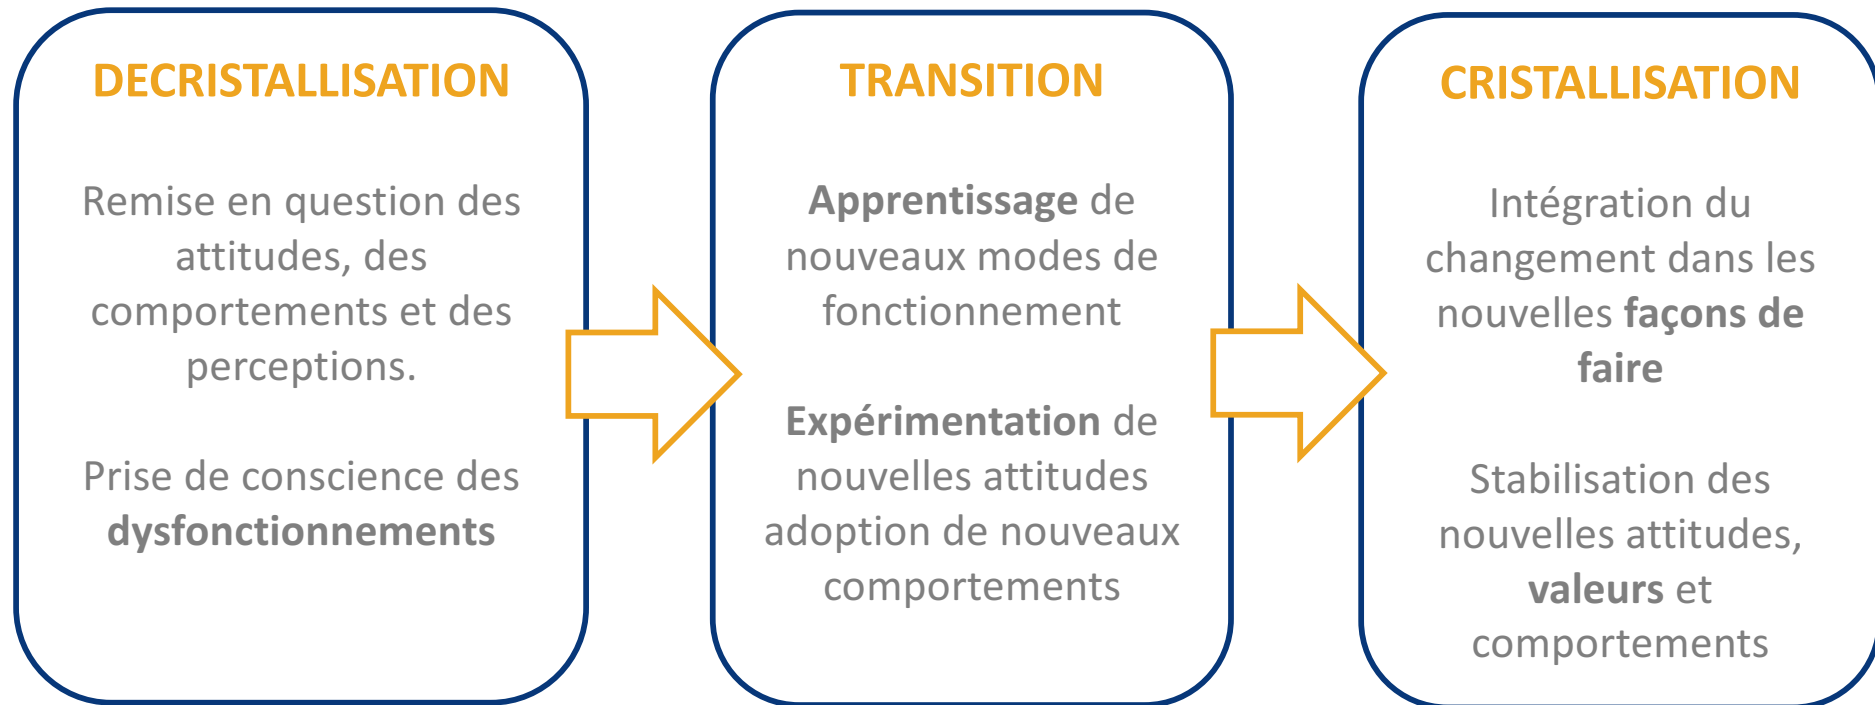 DECRISTALLISATION
Remise en question des
attitudes, des
comportements et des
perceptions.
Prise de conscience des
dysfonctionnements
TRANSITION
Apprentissage de
nouveaux modes de
fonctionnement
Expérimentation de
nouvelles attitudes
adoption de nouveaux
comportements
CRISTALLISATION
Intégration du
changement dans les
nouvelles façons de
faire
Stabilisation des
nouvelles attitudes,
valeurs et
comportements